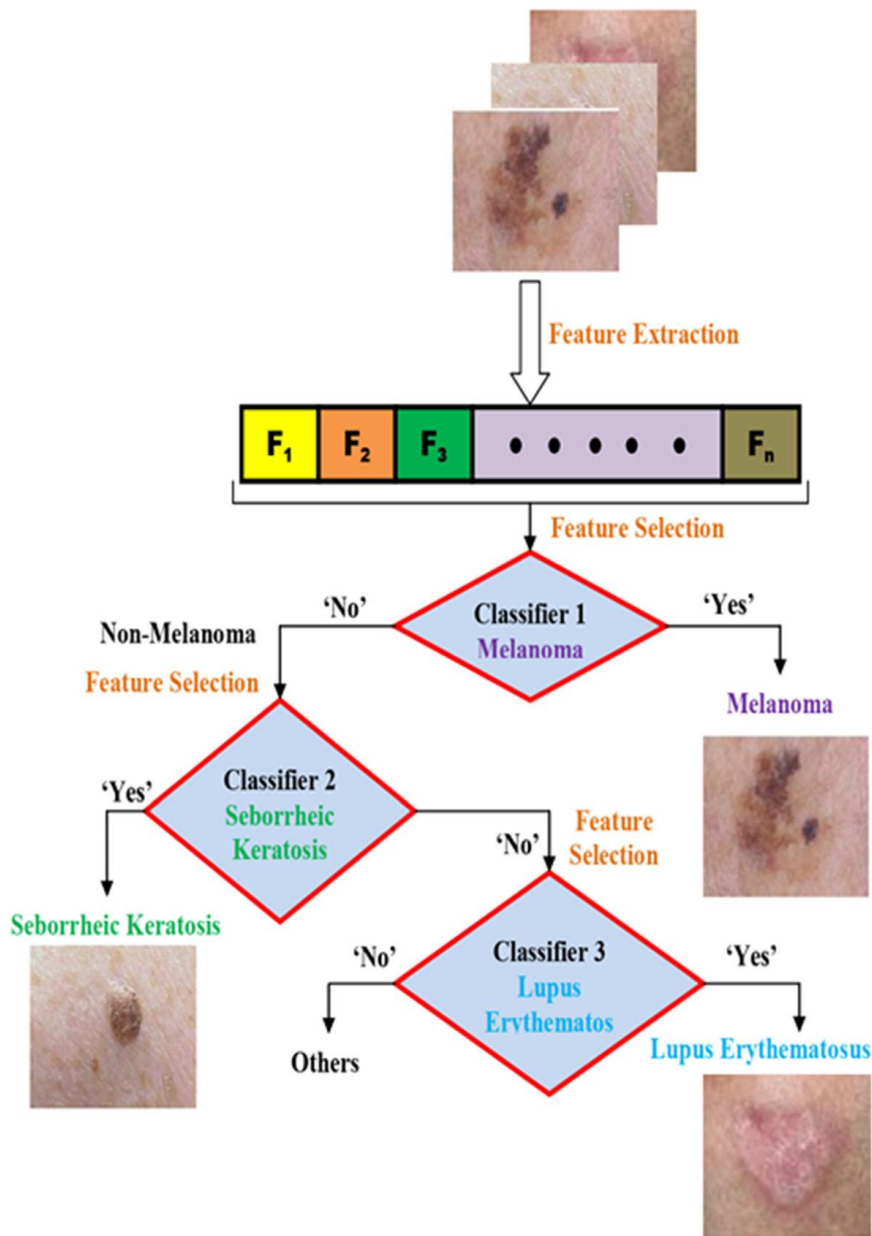 Feature Extraction
F1 F2 F3 • • • • • Fn
Feature Selection
‘No’
Classifier 1
Melanoma
‘Yes’
Non-Melanoma
Feature Selection
Melanoma
‘Yes’
Classifier 2
Seborrheic
Keratosis
‘No’
Feature
Selection
Seborrheic Keratosis
‘No’
Classifier 3
Lupus
Erythematos
‘Yes’
Others
Lupus Erythematosus